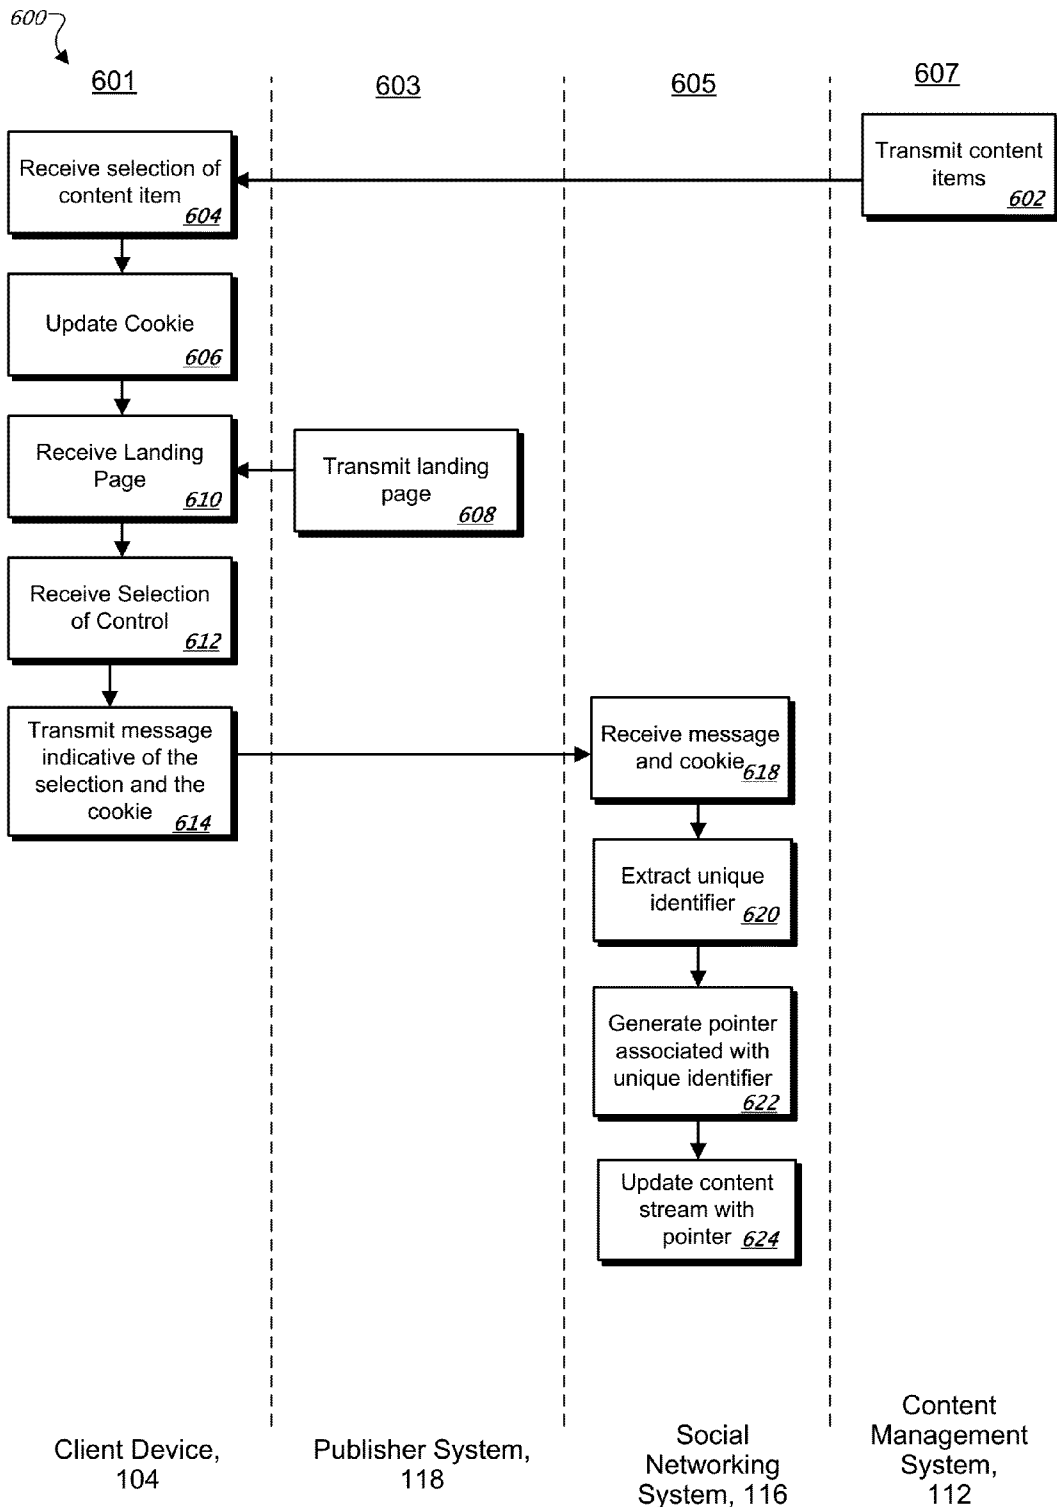 600
601
603
605
607
Receive selection of
content item
604
Transmit content
items
602
Update Cookie
606
Receive Landing
Page
610
Transmit landing
page
608
Receive Selection
of Control
612
Transmit message
indicative of the
selection and the
cookie
614
Receive message
and cookie
618
Extract unique
identifier
620
Generate pointer
associated with
unique identifier
622
Update content
stream with
pointer
624
Client Device,
104
Publisher System,
118
Social
Networking
System, 116
Content
Management
System,
112